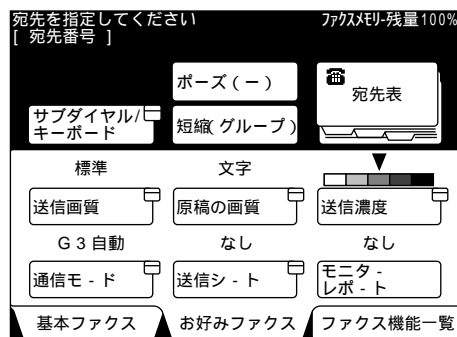 宛先を指定してください ファクスメモリ-残量100%
[ 宛先番号 ]
ポーズ(ー)
宛先表
サブダイヤル/
キーボード
短縮(グループ)
標準 文字
送信画質 原稿の画質 送信濃度
G3自動 なし なし
通信モ-ド 送信シ-ト モニタ-
レポ-ト
基本ファクス お好みファクス ファクス機能一覧